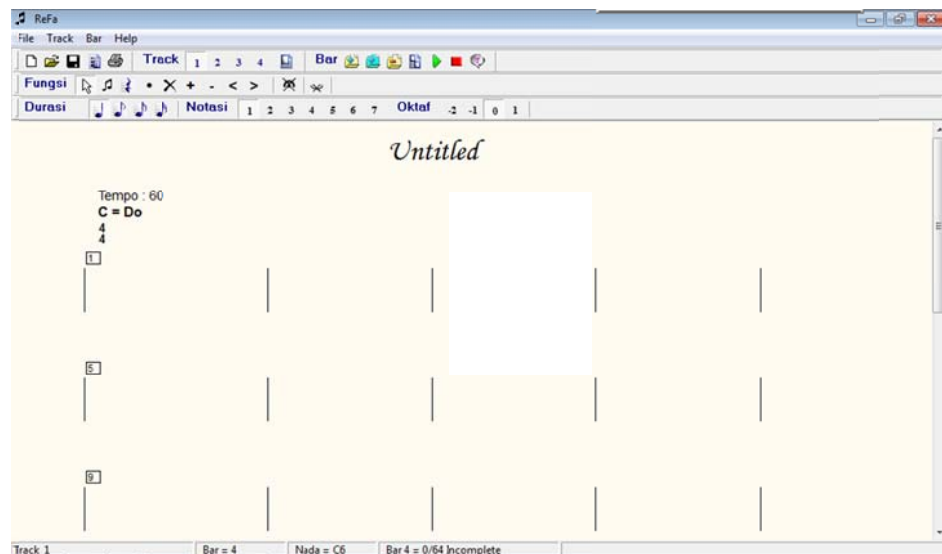 ReFa
File Track Bar Help
Track 1 2 3 4 Bar
Fungsi + - < >
Durasi Notasi 1 2 3 4 5 6 7 Oktaf -2 -1 0 1
Untitled
Tempo : 60
C = Do
4
4
1
5
9
Track 1 Bar = 4 Nada = C6 Bar 4 = 0/64 Incomplete